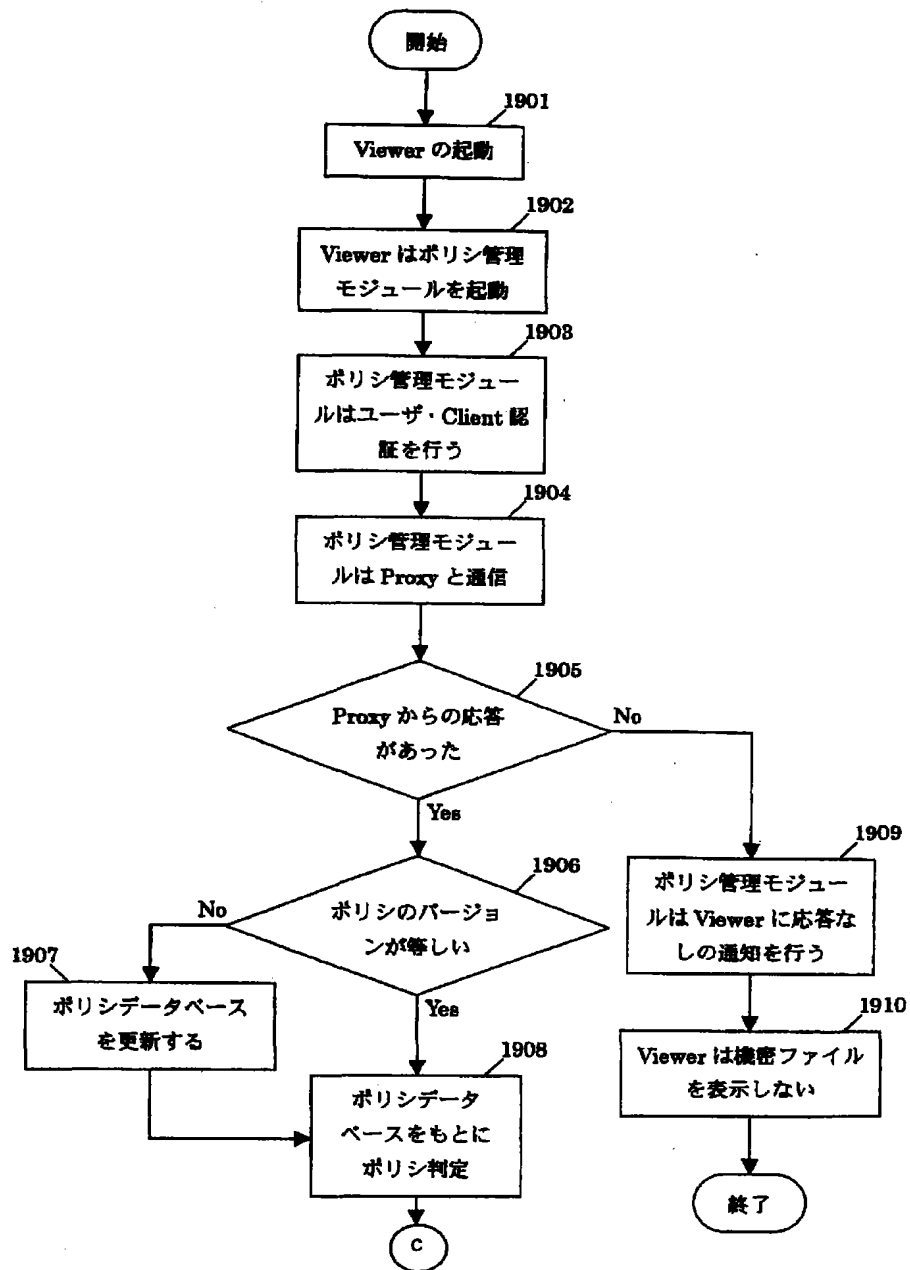 開始
1901
Viewer の起動
1902
Viewer はポリシ管理
モジュールを起動
1903
ポリシ管理モジュー
ルはユーザ・Client 認
証を行う
1904
ポリシ管理モジュー
ルは Proxy と通信
1905
Proxy からの応答
があった
No
Yes
1906
ポリシのバージョ
ンが等しい
No
Yes
1907
ポリシデータベース
を更新する
1908
ポリシデータ
ベースをもとに
ポリシ判定
C
1909
ポリシ管理モジュー
ルは Viewer に応答な
しの通知を行う
1910
Viewer は機密ファイル
を表示しない
終了